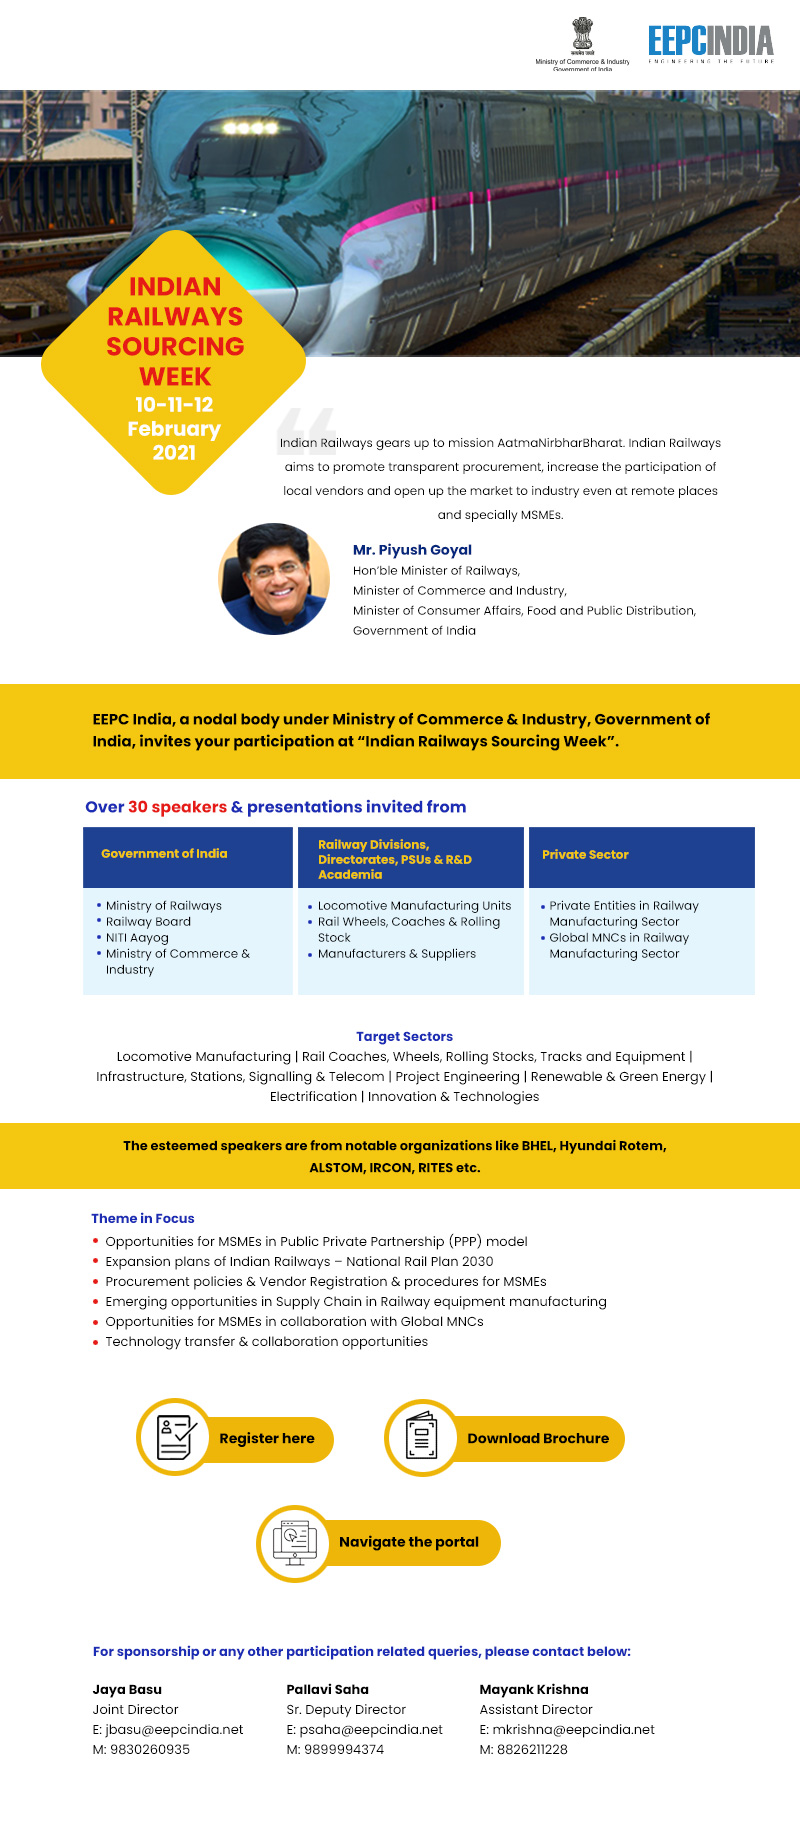 सत्यमेव जयते
Ministry of Commerce & Industry
Government of India
EEPCINDIA
ENGINEERING THE FUTURE
INDIAN
RAILWAYS
SOURCING
WEEK
10-11-12
February
2021
“
Indian Railways gears up to mission AatmaNirbharBharat. Indian Railways
aims to promote transparent procurement, increase the participation of
local vendors and open up the market to industry even at remote places
and specially MSMEs.
Mr. Piyush Goyal
Hon’ble Minister of Railways,
Minister of Commerce and Industry,
Minister of Consumer Affairs, Food and Public Distribution,
Government of India
EEPC India, a nodal body under Ministry of Commerce & Industry, Government of
India, invites your participation at “Indian Railways Sourcing Week”.
Over 30 speakers & presentations invited from
Government of India
• Ministry of Railways
• Railway Board
• NITI Aayog
• Ministry of Commerce &
Industry
Railway Divisions,
Directorates, PSUs & R&D
Academia
• Locomotive Manufacturing Units
• Rail Wheels, Coaches & Rolling
Stock
• Manufacturers & Suppliers
Private Sector
• Private Entities in Railway
Manufacturing Sector
• Global MNCs in Railway
Manufacturing Sector
Target Sectors
Locomotive Manufacturing | Rail Coaches, Wheels, Rolling Stocks, Tracks and Equipment |
Infrastructure, Stations, Signalling & Telecom | Project Engineering | Renewable & Green Energy |
Electrification | Innovation & Technologies
The esteemed speakers are from notable organizations like BHEL, Hyundai Rotem,
ALSTOM, IRCON, RITES etc.
Theme in Focus
• Opportunities for MSMEs in Public Private Partnership (PPP) model
• Expansion plans of Indian Railways – National Rail Plan 2030
• Procurement policies & Vendor Registration & procedures for MSMEs
• Emerging opportunities in Supply Chain in Railway equipment manufacturing
• Opportunities for MSMEs in collaboration with Global MNCs
• Technology transfer & collaboration opportunities
Register here
Download Brochure
Navigate the portal
For sponsorship or any other participation related queries, please contact below:
Jaya Basu
Joint Director
E: jbasu@eepcindia.net
M: 9830260935
Pallavi Saha
Sr. Deputy Director
E: psaha@eepcindia.net
M: 9899994374
Mayank Krishna
Assistant Director
E: mkrishna@eepcindia.net
M: 8826211228